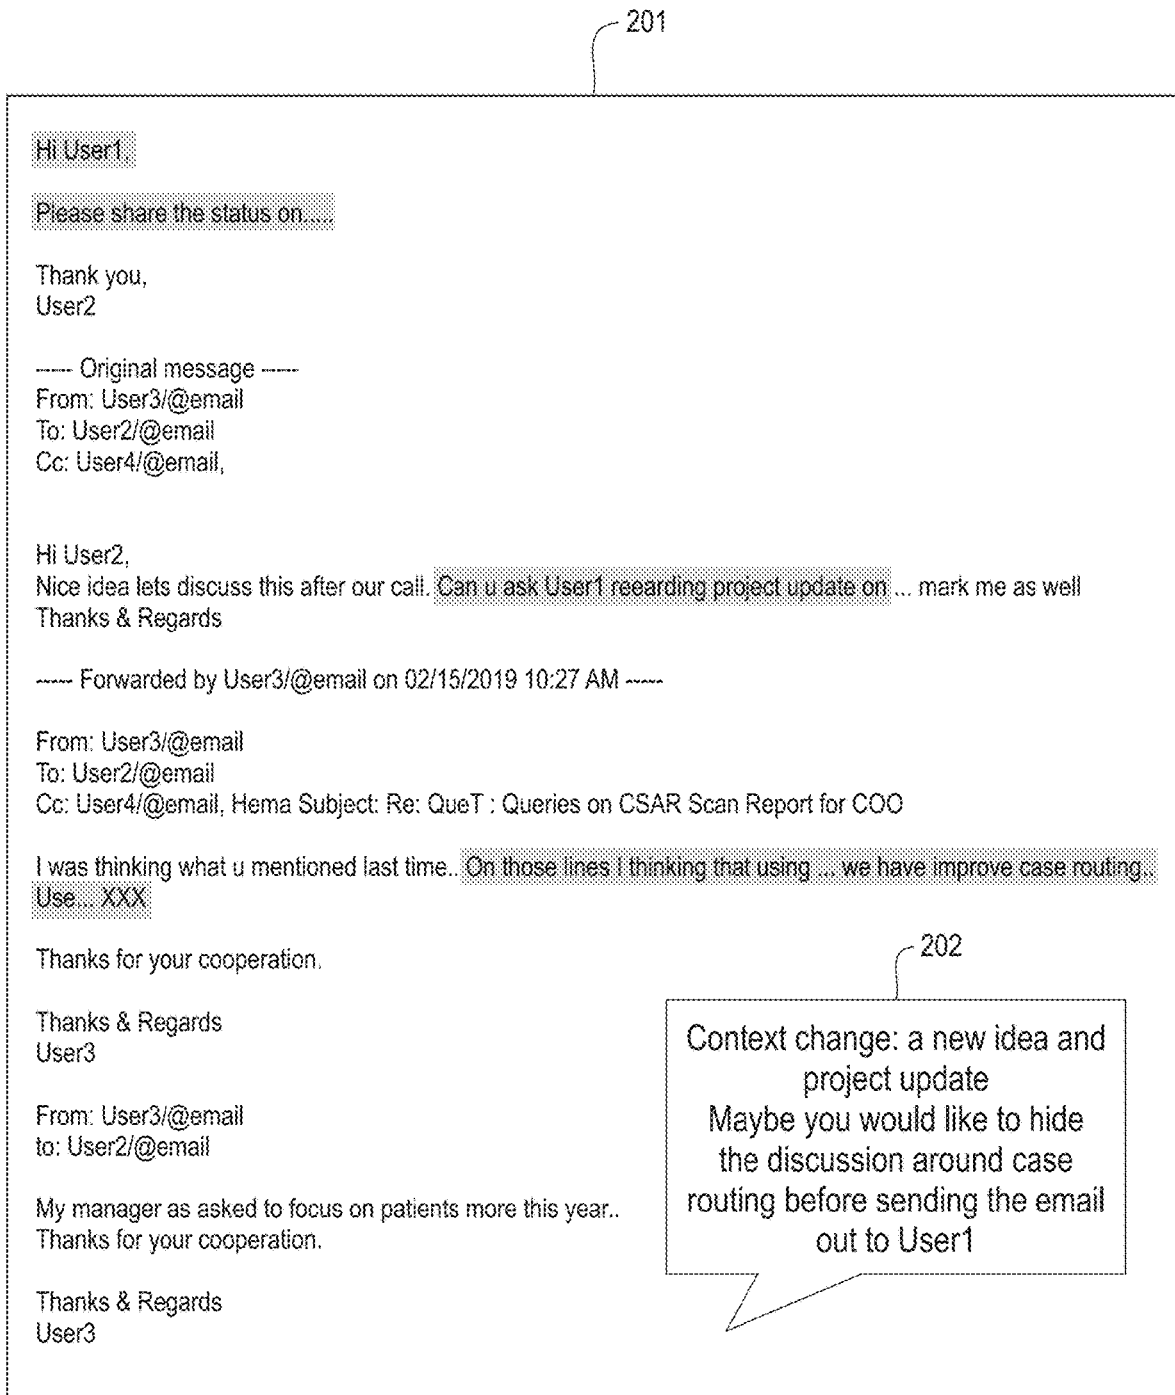 201
Hi User1,
Please share the status on.....
Thank you,
User2
----- Original message -----
From: User3/@email
To: User2/@email
Cc: User4/@email,
Hi User2,
Nice idea lets discuss this after our call. Can u ask User1 reearding project update on ... mark me as well
Thanks & Regards
----- Forwarded by User3/@email on 02/15/2019 10:27 AM -----
From: User3/@email
To: User2/@email
Cc: User4/@email, Hema Subject: Re: QueT : Queries on CSAR Scan Report for COO
I was thinking what u mentioned last time.. On those lines I thinking that using ... we have improve case routing..
Use... XXX
Thanks for your cooperation.
Thanks & Regards
User3
From: User3/@email
to: User2/@email
My manager as asked to focus on patients more this year..
Thanks for your cooperation.
Thanks & Regards
User3
202
Context change: a new idea and
project update
Maybe you would like to hide
the discussion around case
routing before sending the email
out to User1